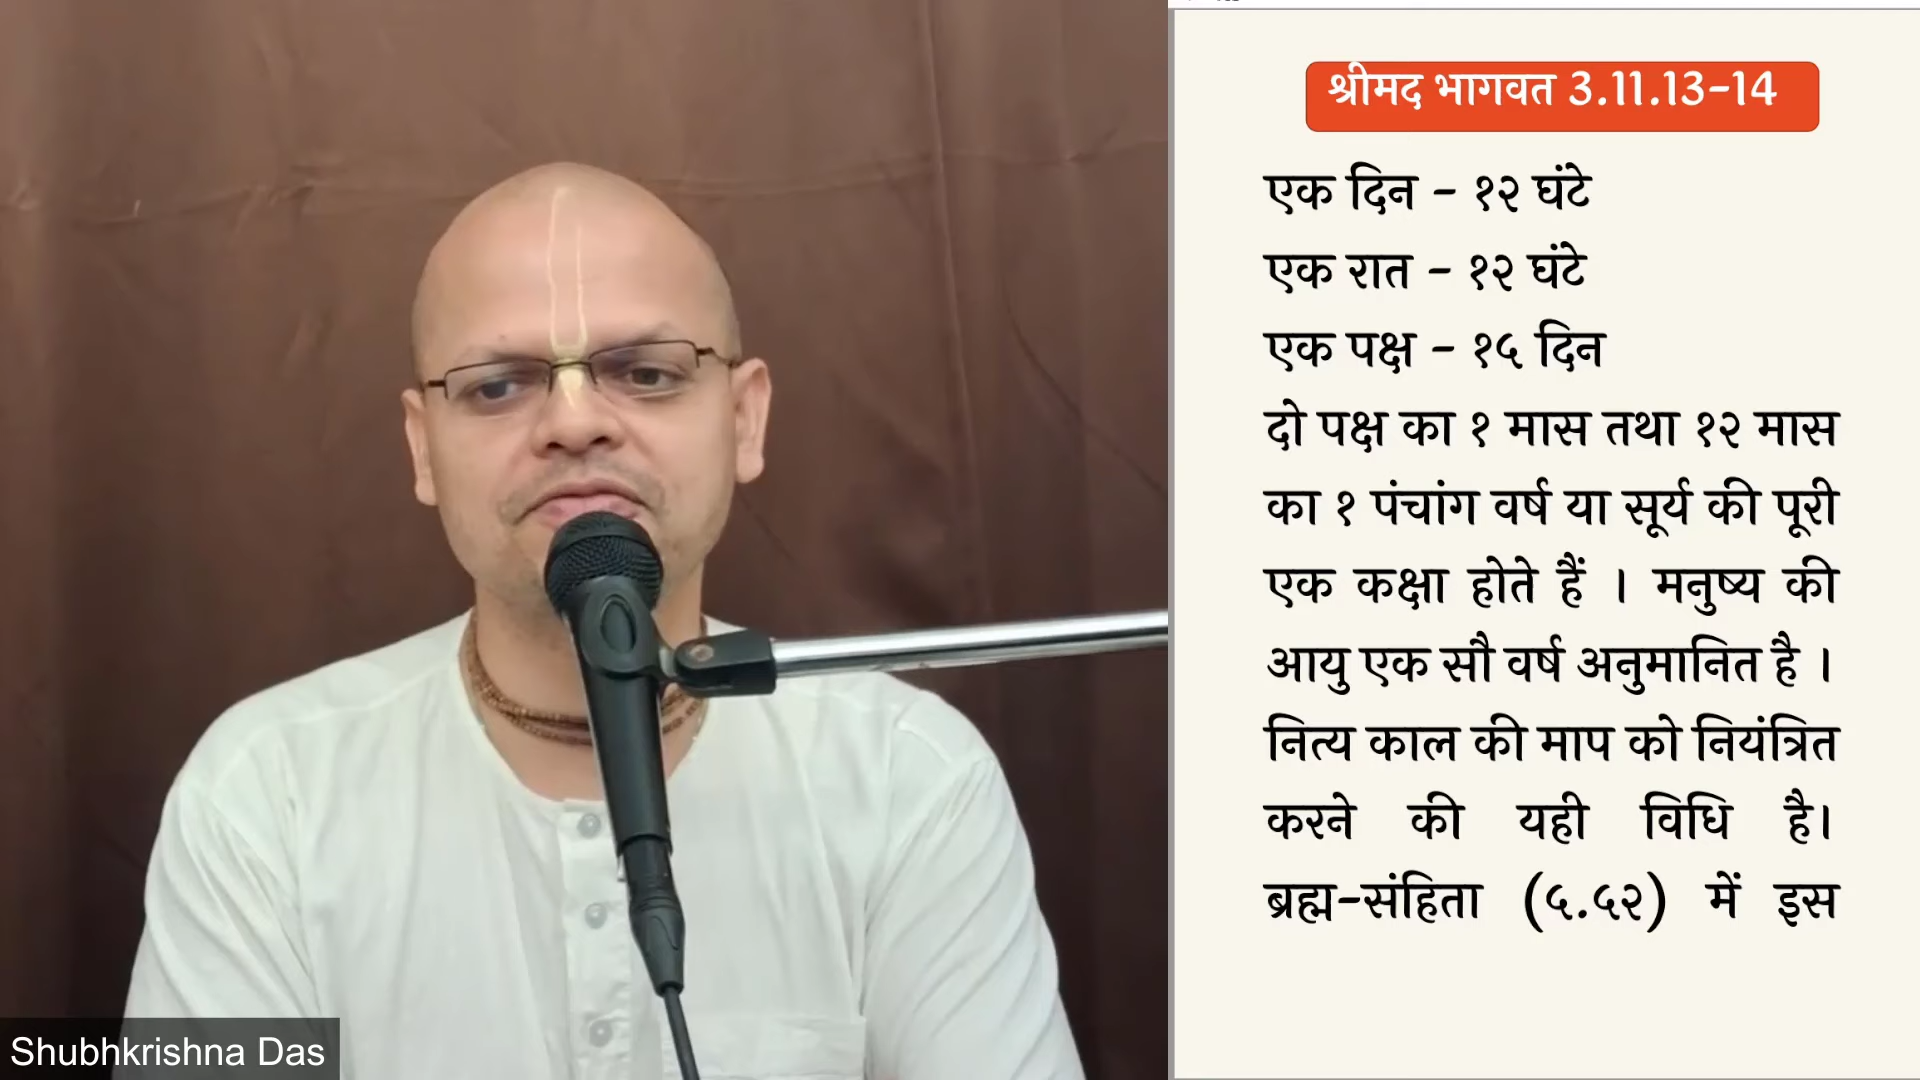 श्रीमद भागवत 3.11.13-14
एक दिन - १२ घंटे
एक रात - १२ घंटे
एक पक्ष - १५ दिन
दो पक्ष का १ मास तथा १२ मास
का १ पंचांग वर्ष या सूर्य की पूरी
एक कक्षा होते हैं । मनुष्य की
आयु एक सौ वर्ष अनुमानित है ।
नित्य काल की माप को नियंत्रित
करने की यही विधि है।
ब्रह्म-संहिता (५.५२) में इस
Shubhkrishna Das